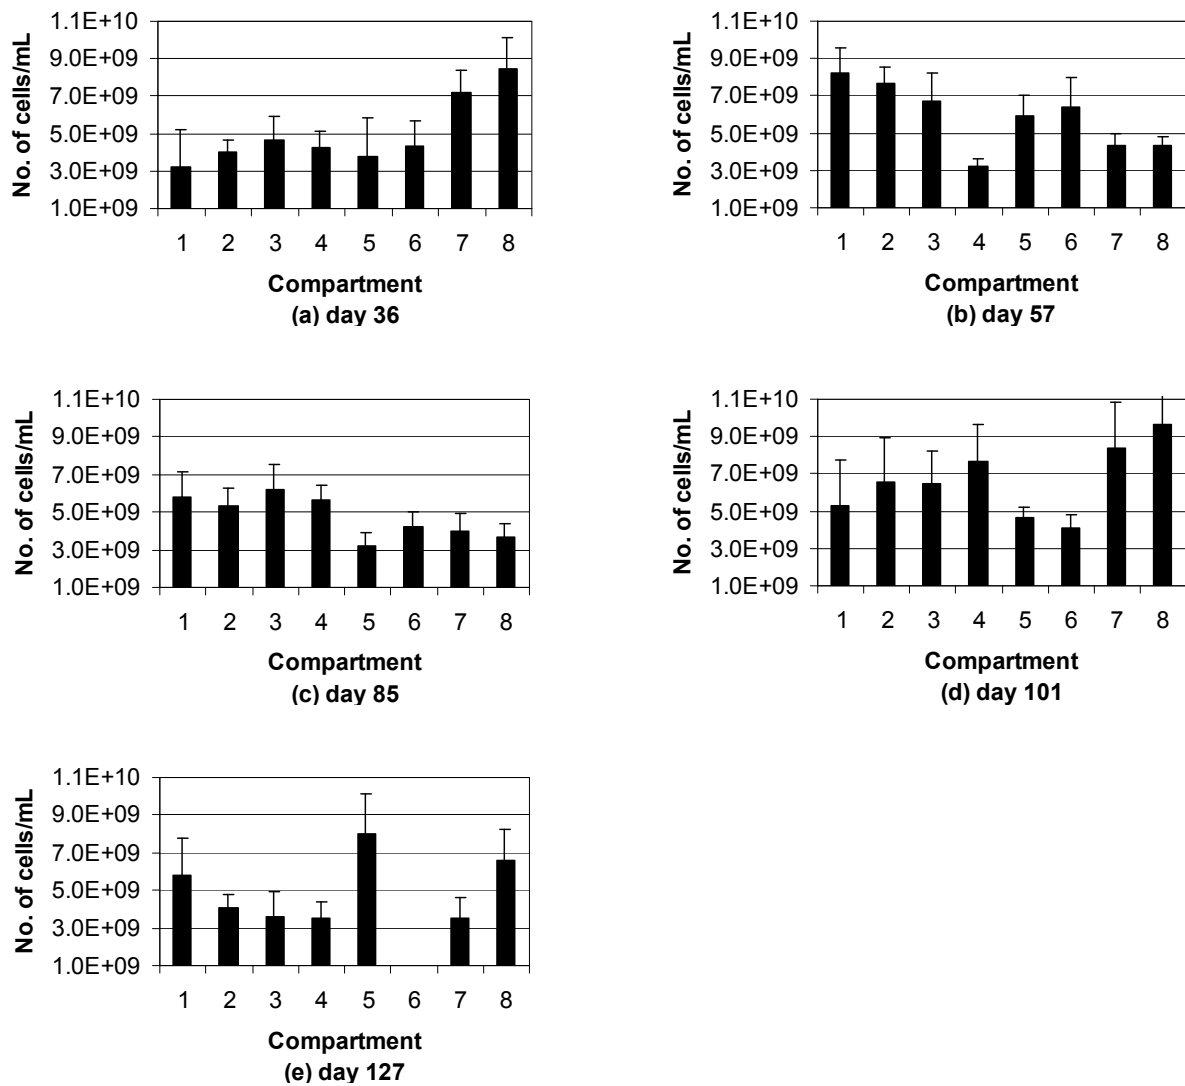 No. of cells/mL
1.1E+10
9.0E+09
7.0E+09
5.0E+09
3.0E+09
1.0E+09
1 2 3 4 5 6 7 8
Compartment
(a) day 36
No. of cells/mL
1.1E+10
9.0E+09
7.0E+09
5.0E+09
3.0E+09
1.0E+09
1 2 3 4 5 6 7 8
Compartment
(b) day 57
No. of cells/mL
1.1E+10
9.0E+09
7.0E+09
5.0E+09
3.0E+09
1.0E+09
1 2 3 4 5 6 7 8
Compartment
(c) day 85
No. of cells/mL
1.1E+10
9.0E+09
7.0E+09
5.0E+09
3.0E+09
1.0E+09
1 2 3 4 5 6 7 8
Compartment
(d) day 101
No. of cells/mL
1.1E+10
9.0E+09
7.0E+09
5.0E+09
3.0E+09
1.0E+09
1 2 3 4 5 6 7 8
Compartment
(e) day 127